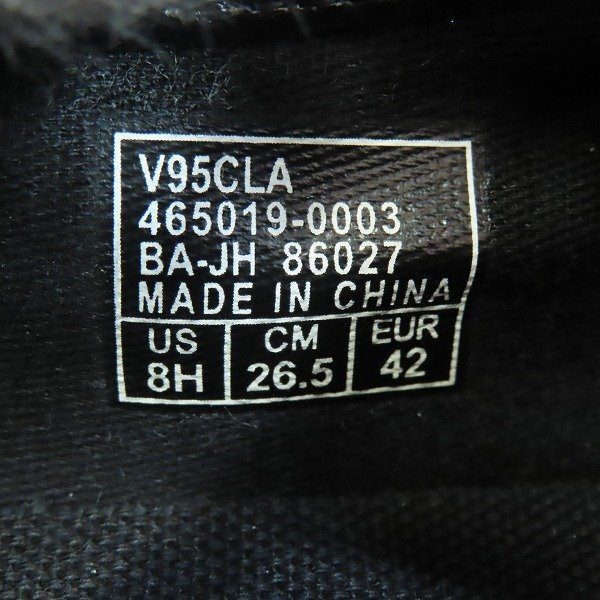 V95CLA
465019-0003
BA-JH 86027
MADE IN CHINA
US CM EUR
8H 26.5 42